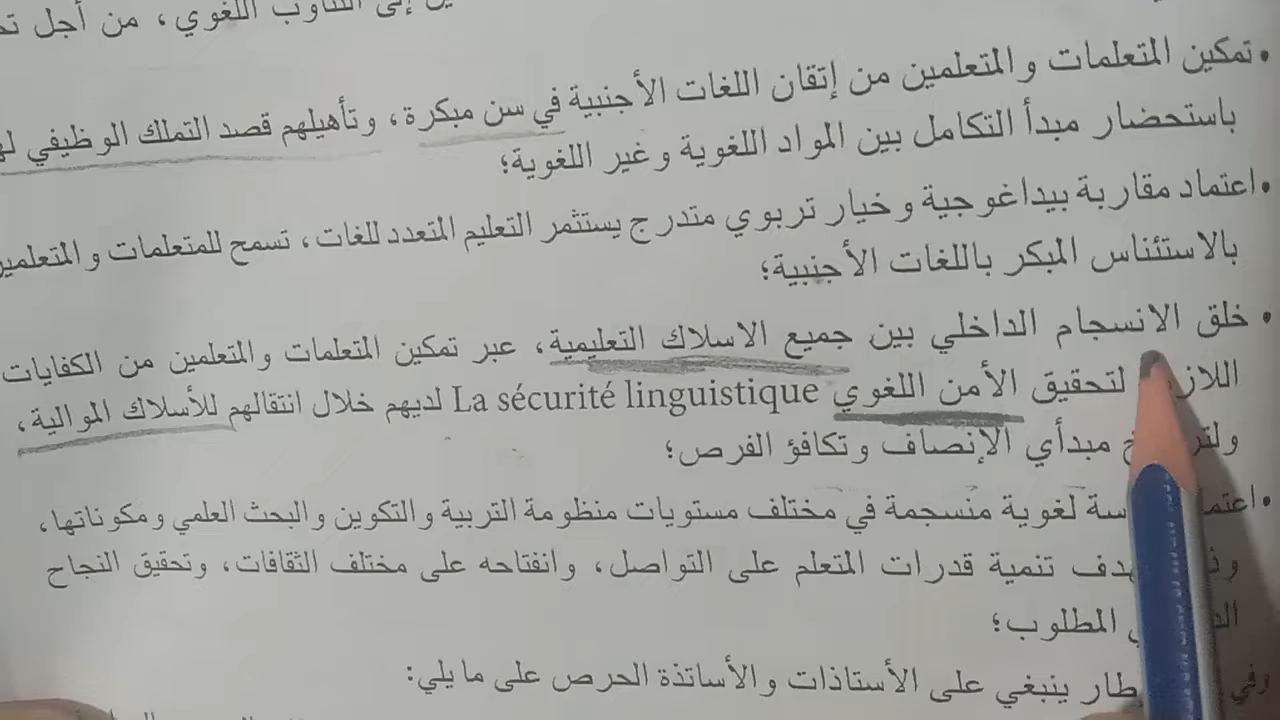 إلى التناوب اللغوي، من أجل
• تمكين المتعلمات والمتعلمين من إتقان اللغات الأجنبية في سن مبكرة، وتأهيلهم قصد التملك الوظيفي
باستحضار مبدأ التكامل بين المواد اللغوية وغير اللغوية؛
• اعتماد مقاربة بيداغوجية وخيار تربوي متدرج يستثمر التعليم المتعدد للغات، تسمح للمتعلمات والمتعلمين
بالاستئناس المبكر باللغات الأجنبية؛
• خلق الانسجام الداخلي بين جميع الاسلاك التعليمية، عبر تمكين المتعلمات والمتعلمين من الكفايات
لتحقيق الأمن اللغوي La sécurité linguistique لديهم خلال انتقالهم للأسلاك الموالية،
مبدأي الإنصاف وتكافؤ الفرص؛
• لغوية منسجمة في مختلف مستويات منظومة التربية والتكوين والبحث العلمي ومكوناتها،
تنمية قدرات المتعلم على التواصل، وانفتاحه على مختلف الثقافات، وتحقيق النجاح
المطلوب؛
ينبغي على الأستاذات والأساتذة الحرص على ما يلي: